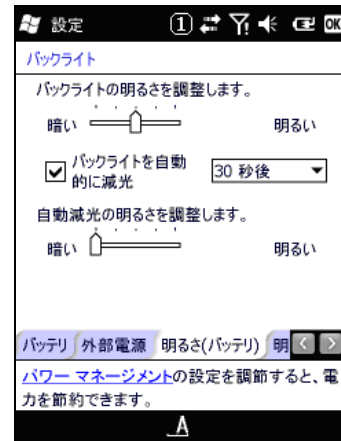 設定 1 OK
バックライト
バックライトの明るさを調整します。
暗い 明るい
バックライトを自動
的に減光
30 秒後
自動減光の明るさを調整します。
暗い 明るい
バッテリ 外部電源 明るさ(バッテリ) 明
パワー マネージメントの設定を調節すると、電
力を節約できます。
A